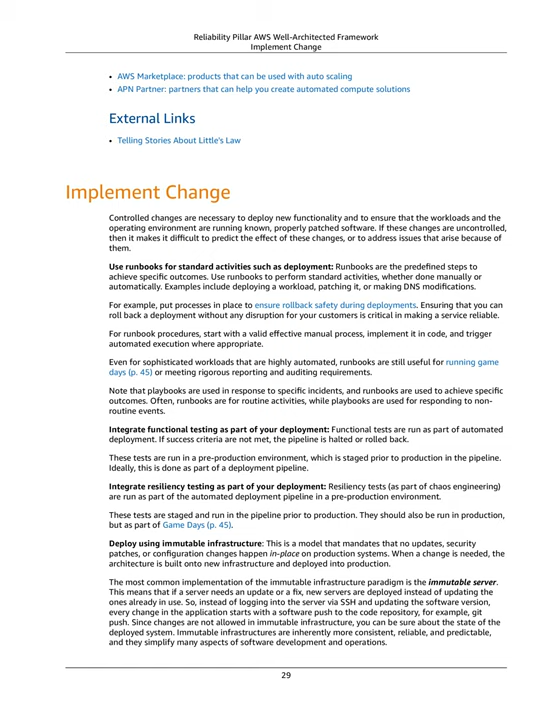 Reliability Pillar AWS Well-Architected Framework
Implement Change
• AWS Marketplace: products that can be used with auto scaling
• APN Partner: partners that can help you create automated compute solutions
External Links
• Telling Stories About Little's Law
Implement Change
Controlled changes are necessary to deploy new functionality and to ensure that the workloads and the
operating environment are running known, properly patched software. If these changes are uncontrolled,
then it makes it difficult to predict the effect of these changes, or to address issues that arise because of
them.
Use runbooks for standard activities such as deployment: Runbooks are the predefined steps to
achieve specific outcomes. Use runbooks to perform standard activities, whether done manually or
automatically. Examples include deploying a workload, patching it, or making DNS modifications.
For example, put processes in place to ensure rollback safety during deployments. Ensuring that you can
roll back a deployment without any disruption for your customers is critical in making a service reliable.
For runbook procedures, start with a valid effective manual process, implement it in code, and trigger
automated execution where appropriate.
Even for sophisticated workloads that are highly automated, runbooks are still useful for running game
days (p. 45) or meeting rigorous reporting and auditing requirements.
Note that playbooks are used in response to specific incidents, and runbooks are used to achieve specific
outcomes. Often, runbooks are for routine activities, while playbooks are used for responding to non-
routine events.
Integrate functional testing as part of your deployment: Functional tests are run as part of automated
deployment. If success criteria are not met, the pipeline is halted or rolled back.
These tests are run in a pre-production environment, which is staged prior to production in the pipeline.
Ideally, this is done as part of a deployment pipeline.
Integrate resiliency testing as part of your deployment: Resiliency tests (as part of chaos engineering)
are run as part of the automated deployment pipeline in a pre-production environment.
These tests are staged and run in the pipeline prior to production. They should also be run in production,
but as part of Game Days (p. 45).
Deploy using immutable infrastructure: This is a model that mandates that no updates, security
patches, or configuration changes happen in-place on production systems. When a change is needed, the
architecture is built onto new infrastructure and deployed into production.
The most common implementation of the immutable infrastructure paradigm is the immutable server.
This means that if a server needs an update or a fix, new servers are deployed instead of updating the
ones already in use. So, instead of logging into the server via SSH and updating the software version,
every change in the application starts with a software push to the code repository, for example, git
push. Since changes are not allowed in immutable infrastructure, you can be sure about the state of the
deployed system. Immutable infrastructures are inherently more consistent, reliable, and predictable,
and they simplify many aspects of software development and operations.
29